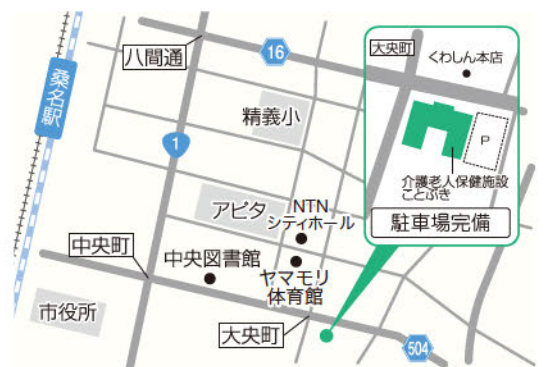 八間通
16
大央町
くわしん本店
桑名駅
精義小
P
1
介護老人保健施設
ことぶき
アピタ
NTN
シティホール
駐車場完備
中央町
中央図書館
ヤマモリ
体育館
市役所
大央町
504